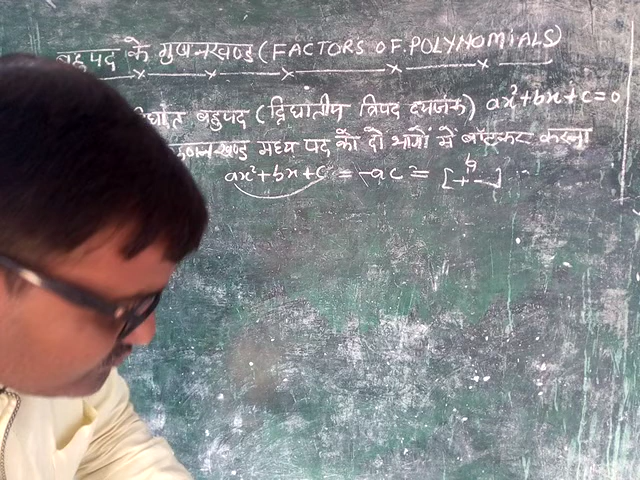 बहुपद के गुणनखण्ड (FACTORS OF.POLYNOMIALS)
बहुपद (द्विघातीय त्रिपद व्यंजक) ax²+bx+c=0
मध्य पद को दो भागों में बाँटकर करना
ax²+bx+c = ac = [+ b -]